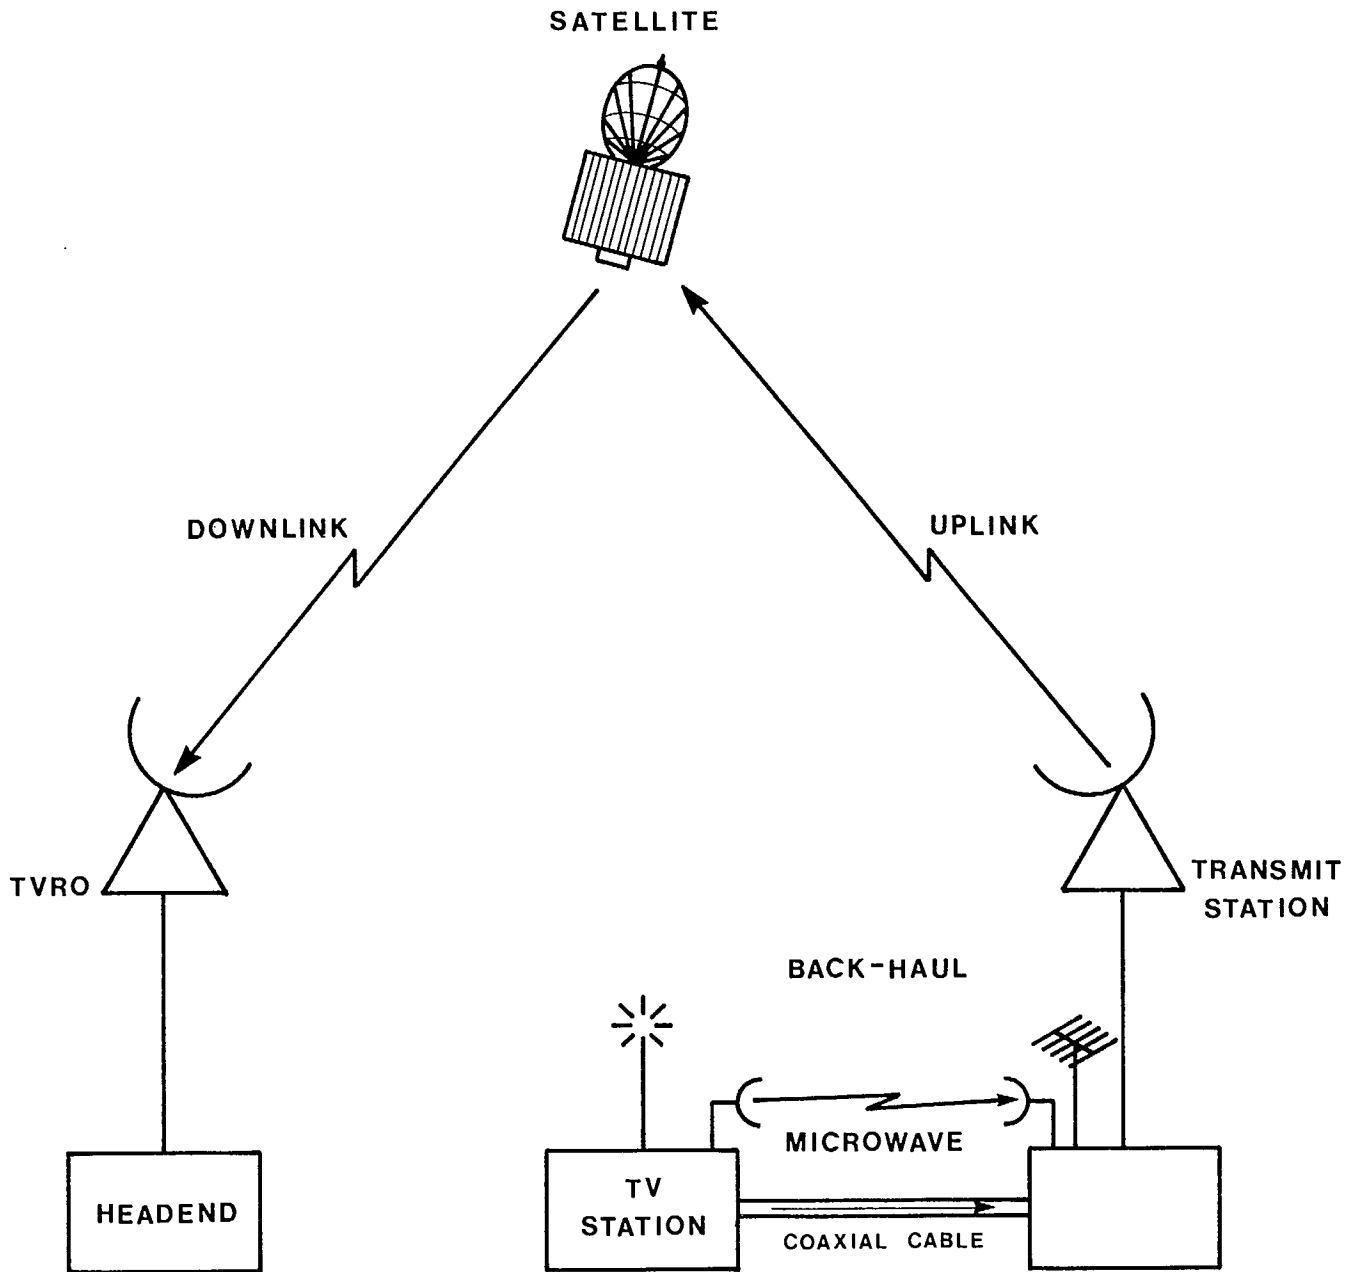 SATELLITE
DOWNLINK
UPLINK
TVRO
TRANSMIT
STATION
BACK-HAUL
MICROWAVE
HEADEND
TV
STATION
COAXIAL CABLE